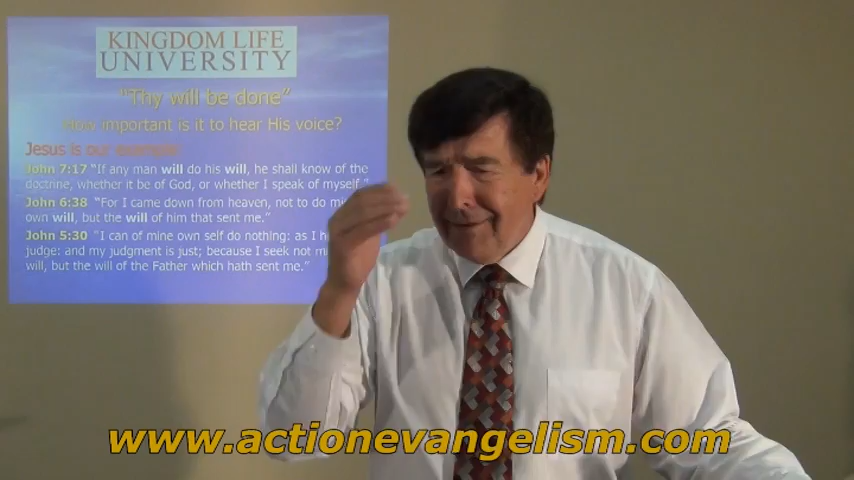 KINGDOM LIFE
UNIVERSITY
"Thy will be done"
How important is it to hear His voice?
Jesus is our example:
John 7:17 "If any man will do his will, he shall know of the
doctrine, whether it be of God, or whether I speak of myself."
John 6:38 "For I came down from heaven, not to do
own will, but the will of him that sent me."
John 5:30 "I can of mine own self do nothing: as I
judge: and my judgment is just; because I seek not
will, but the will of the Father which hath sent me."
www.actionevangelism.com